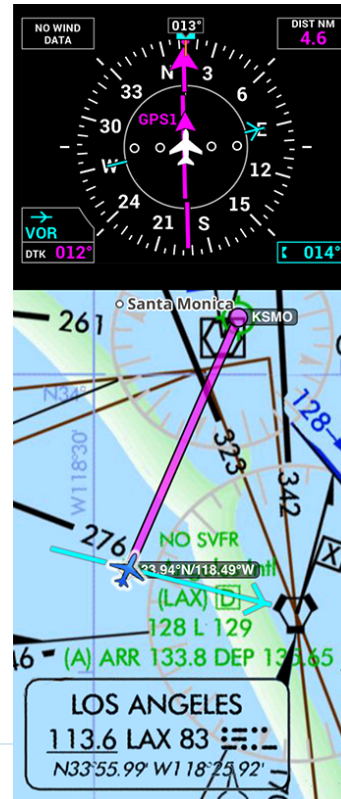 NO WIND
DATA
013°
DIST NM
4.6
N
3
33
6
30
GPS1
E
W
12
24
15
21
S
VOR
DTK 012°
014°
Santa Monica
KSMO
261
N34°
W118°30'
128
323
342
276
NO SVFR
33.94°N/118.49°W
(LAX) D
X
128 L 129
46
(A) ARR 133.8 DEP 135.65
LOS ANGELES
113.6 LAX 83
N33°55.99' W118°25.92'